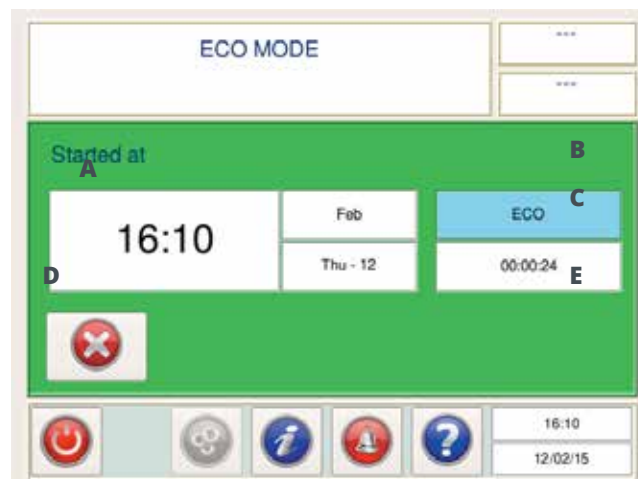 ECO MODE
---
---
Started at
A
B
C
16:10
Feb
Thu - 12
ECO
00:00:24
D
E
i
?
16:10
12/02/15